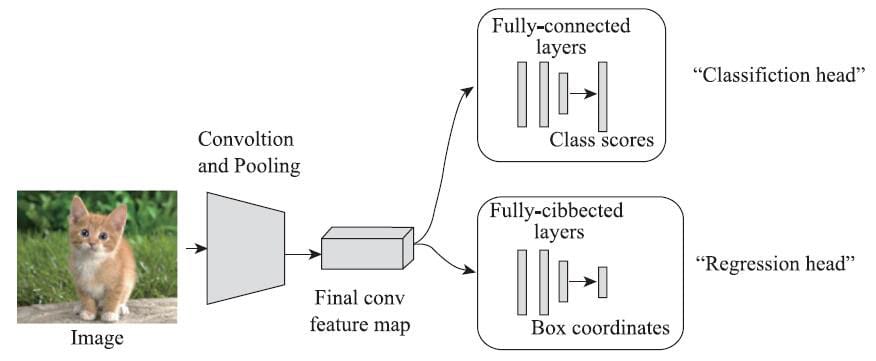 Fully-connected
layers
Class scores
“Classifiction head”
Convoltion
and Pooling
Fully-cibbected
layers
Box coordinates
“Regression head”
Final conv
feature map
Image